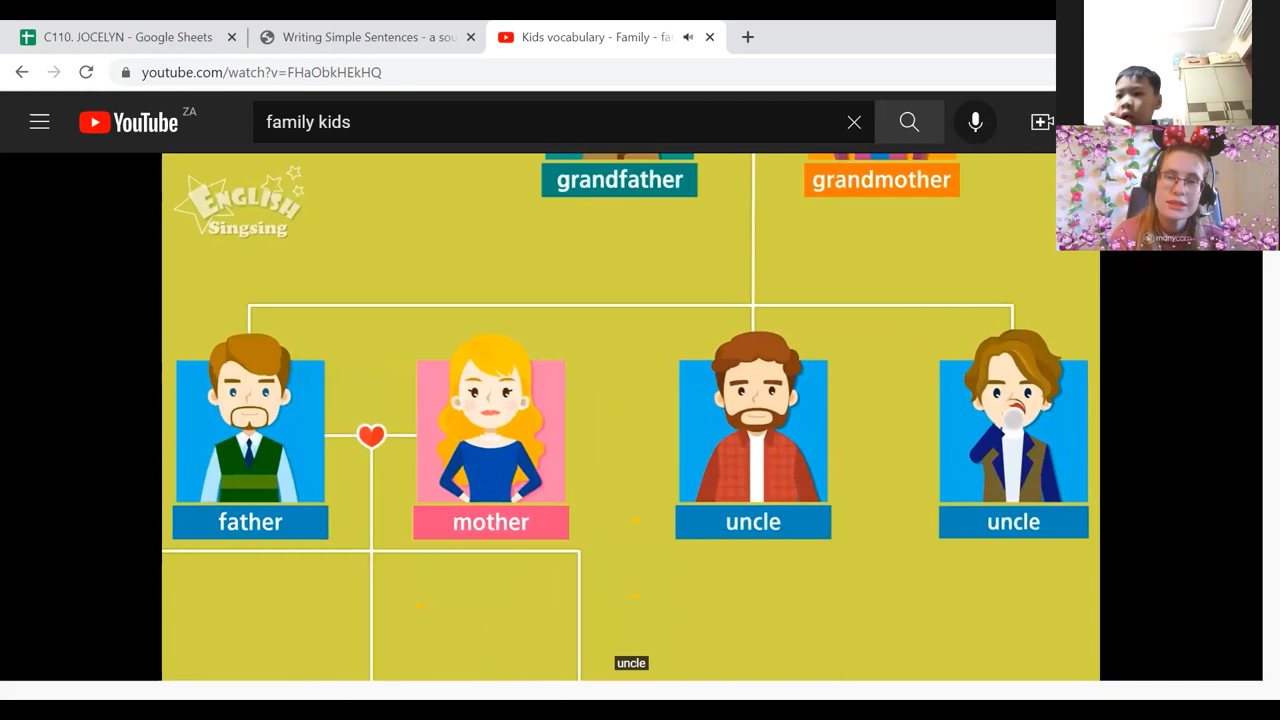 C110. JOCELYN - Google Sheets
Writing Simple Sentences - a sou
Kids vocabulary - Family - fa
youtube.com/watch?v=FHaObkHEkHQ
YouTube ZA
family kids
ENGLISH
Singsing
grandfather
grandmother
father
mother
uncle
uncle
uncle
manycam